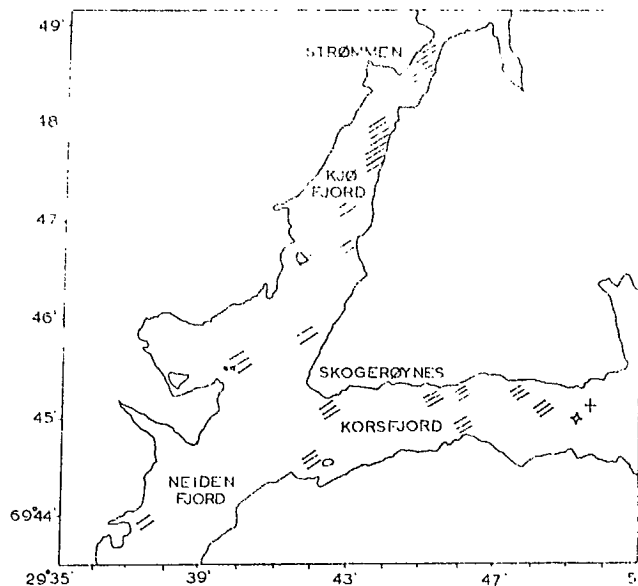 49'
STRØMMEN
48
KJØ
FJORD
47
46'
SKOGERØYNES
45'
KORSFJORD
NEIDEN
FJORD
69°44'
29°35' 39' 43' 47'